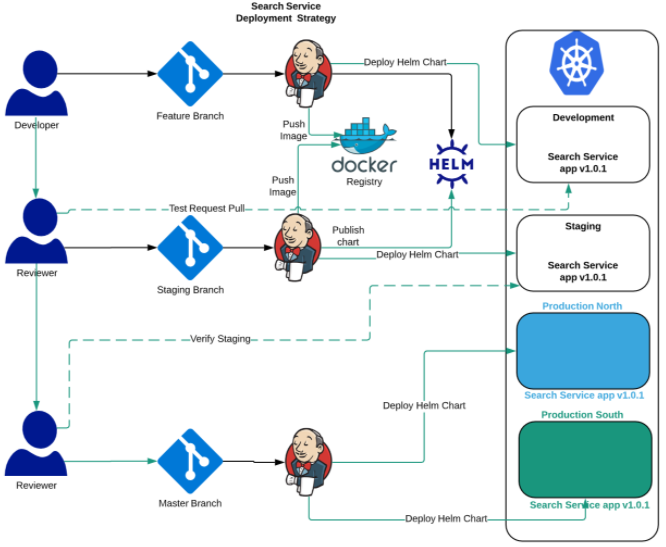 Search Service
Deployment Strategy
Deploy Helm Chart
Developer
Feature Branch
Push
Image
docker
Registry
HELM
Development
Search Service
app v1.0.1
Push
Image
Test Request Pull
Reviewer
Staging Branch
Publish
chart
Deploy Helm Chart
Staging
Search Service
app v1.0.1
Production North
Verify Staging
Search Service app v1.0.1
Deploy Helm Chart
Production South
Reviewer
Master Branch
Search Service app v1.0.1
Deploy Helm Chart